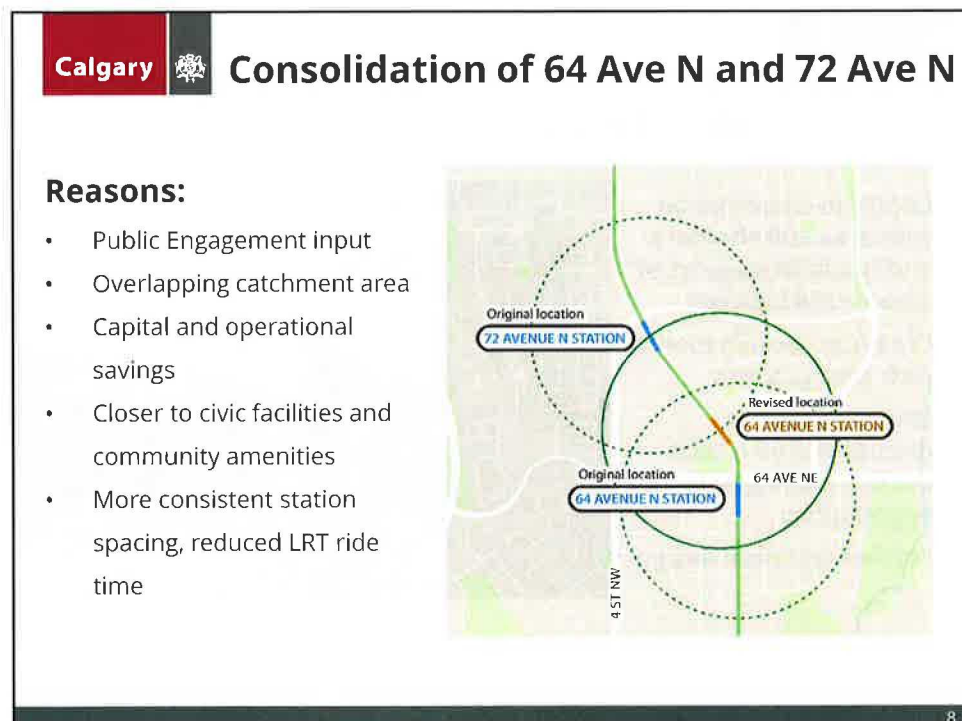 Calgary
Consolidation of 64 Ave N and 72 Ave N
Reasons:
• Public Engagement input
• Overlapping catchment area
• Capital and operational
savings
• Closer to civic facilities and
community amenities
• More consistent station
spacing, reduced LRT ride
time
Original location
72 AVENUE N STATION
Revised location
64 AVENUE N STATION
Original location
64 AVENUE N STATION
64 AVE NE
4 ST NW
8